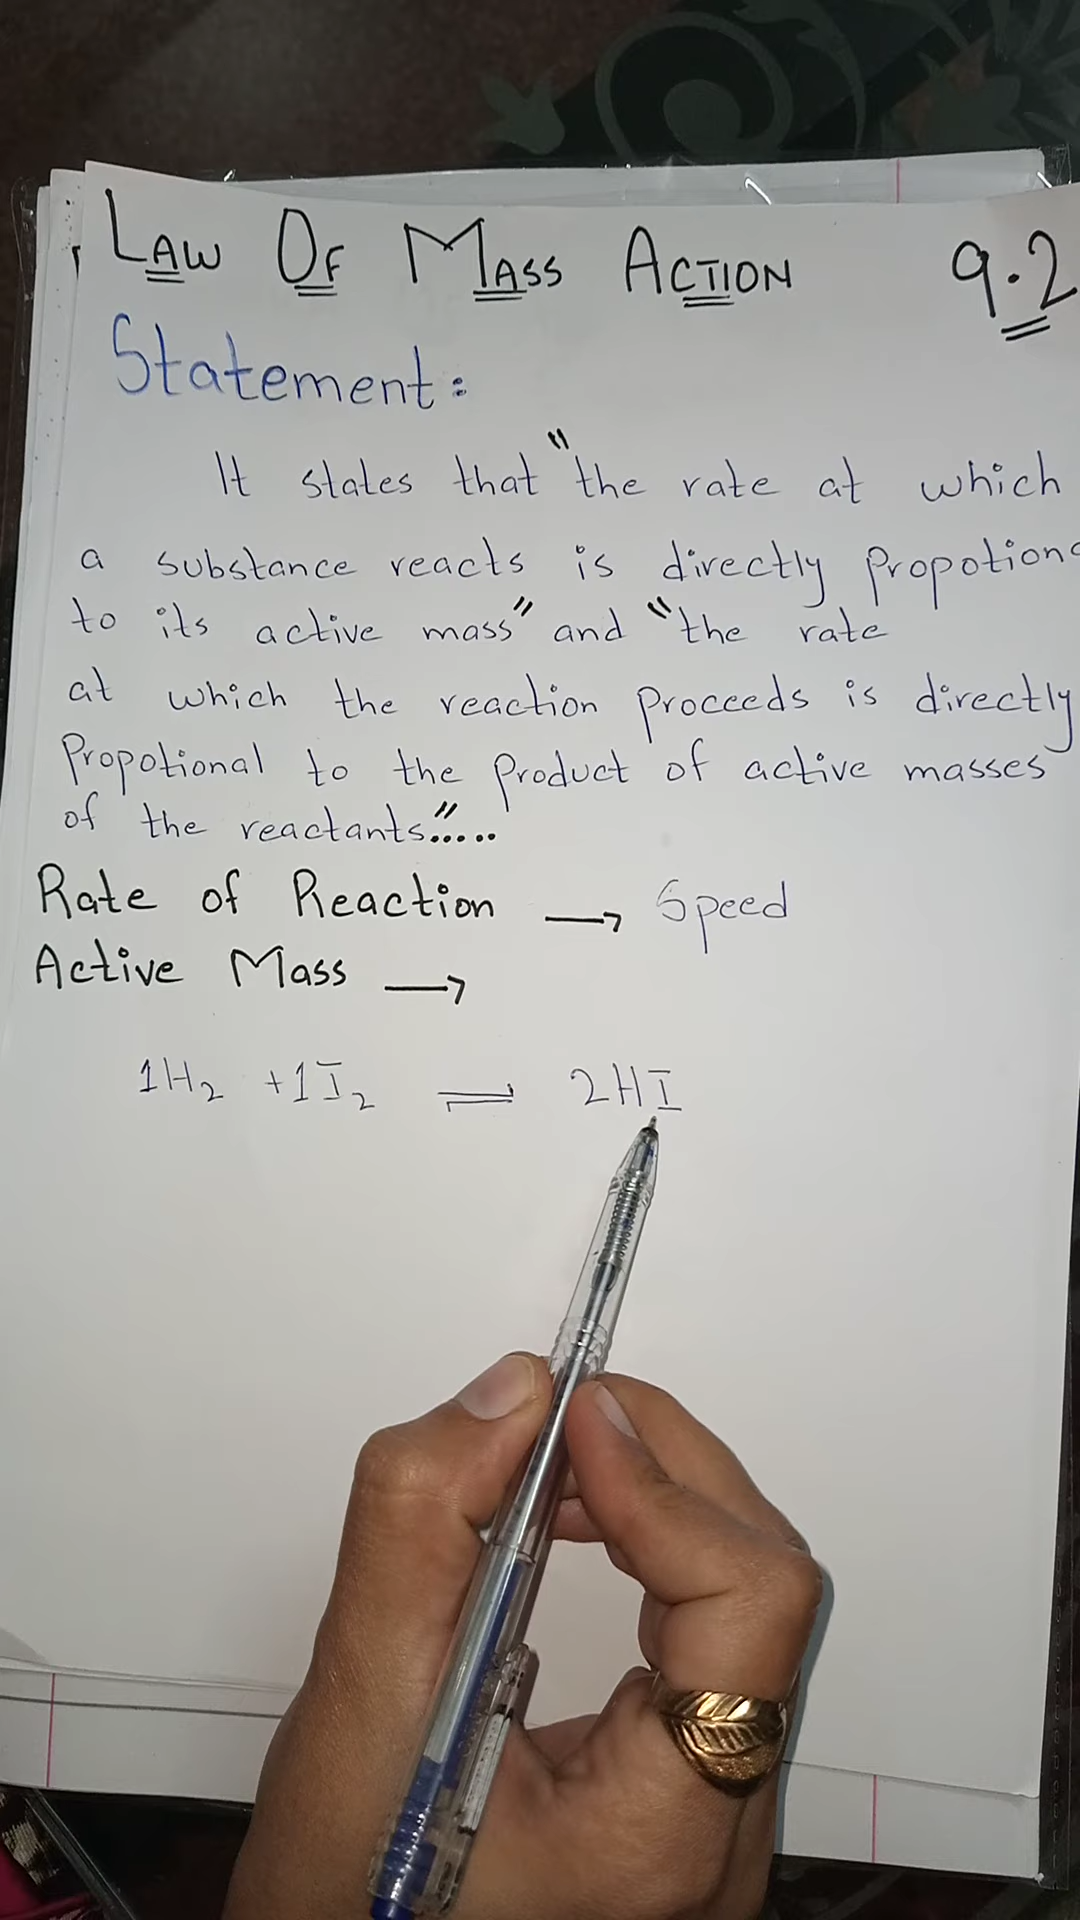 LAW OF MASS ACTION 9.2
Statement:
It states that "the rate at which
a substance reacts is directly Propotiona
to its active mass" and "the rate
at which the reaction Proceeds is directly
Propotional to the Product of active masses
of the reactants".....
Rate of Reaction → Speed
Active Mass →
1H₂ + 1I₂ ⇌ 2HI